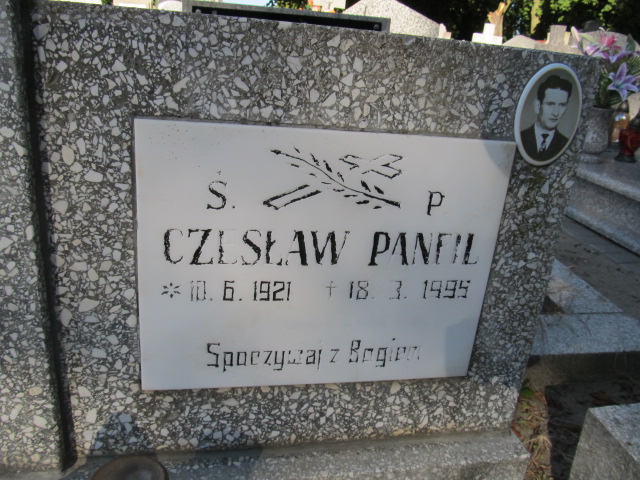 Ś. P
CZESŁAW PANFIL
* 10. 6. 1921 † 18. 3. 1995
Spoczywaj z Bogiem